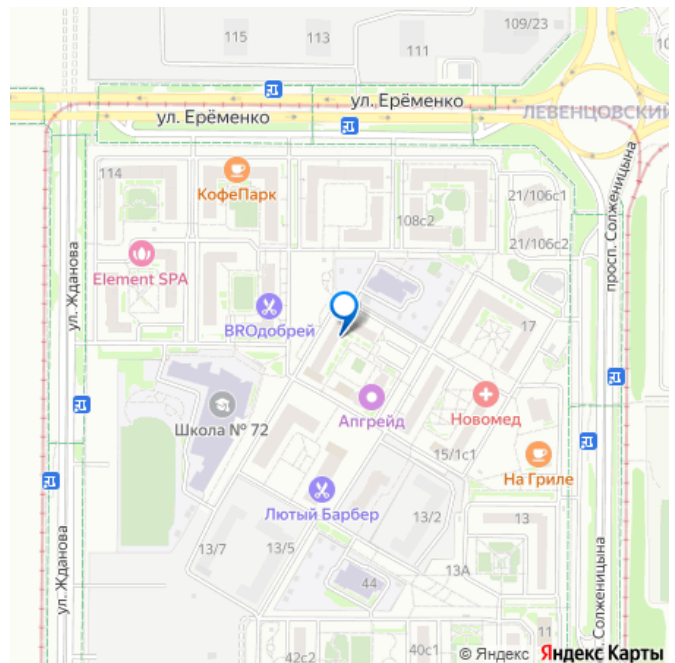 109/23
115
113
111
ул. Ерёменко
ул. Ерёменко
ЛЕВЕНЦОВСКИЙ
114
КофеПарк
108с2
21/106с1
21/106с2
просп. Солженицына
ул. Жданова
Element SPA
BROдобрей
17
Школа № 72
Апгрейд
Новомед
15/1с1
На Гриле
Лютый Барбер
13/2
13
13/7
13/5
13А
44
ул. Жданова
42с2
40с1
11
просп. Солженицына
© Яндекс Яндекс Карты